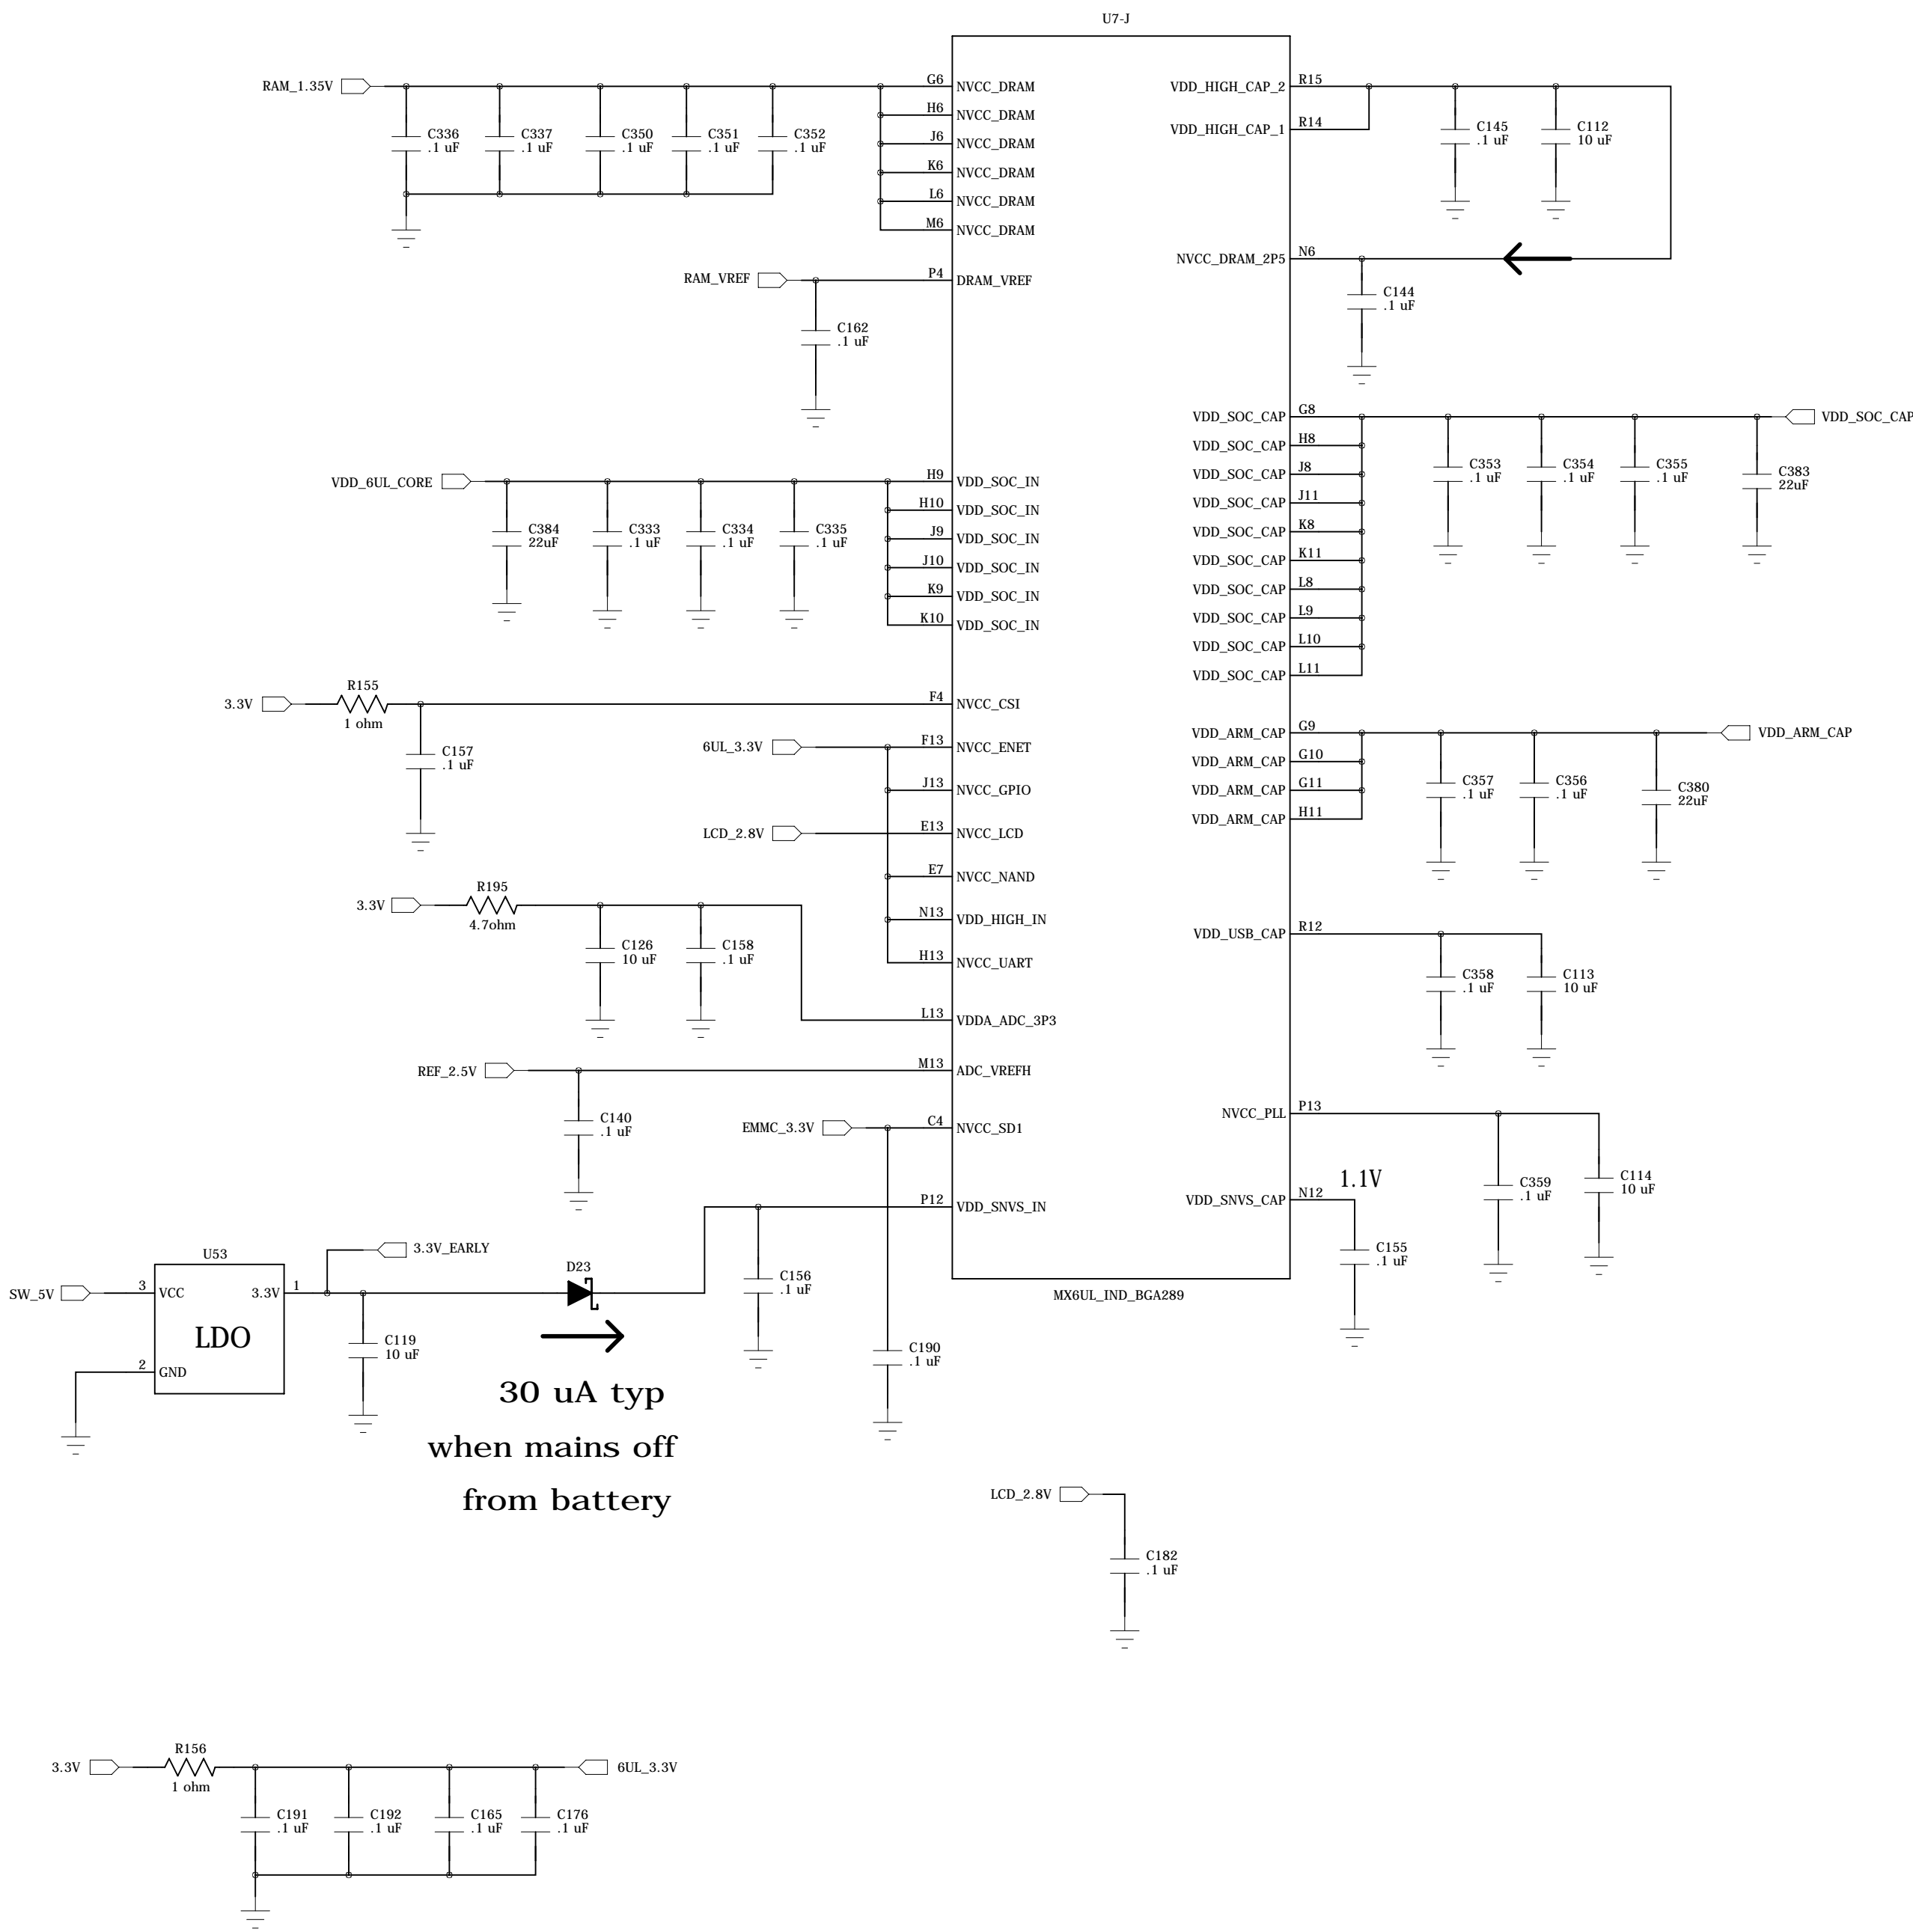 U7-J
RAM_1.35V
C336
.1 uF
C337
.1 uF
C350
.1 uF
C351
.1 uF
C352
.1 uF
G6 NVCC_DRAM
H6 NVCC_DRAM
J6 NVCC_DRAM
K6 NVCC_DRAM
L6 NVCC_DRAM
M6 NVCC_DRAM
RAM_VREF
P4 DRAM_VREF
C162
.1 uF
VDD_6UL_CORE
C384
22uF
C333
.1 uF
C334
.1 uF
C335
.1 uF
H9 VDD_SOC_IN
H10 VDD_SOC_IN
J9 VDD_SOC_IN
J10 VDD_SOC_IN
K9 VDD_SOC_IN
K10 VDD_SOC_IN
3.3V
R155
1 ohm
C157
.1 uF
F4 NVCC_CSI
6UL_3.3V
F13 NVCC_ENET
J13 NVCC_GPIO
LCD_2.8V
E13 NVCC_LCD
E7 NVCC_NAND
N13 VDD_HIGH_IN
H13 NVCC_UART
3.3V
R195
4.7ohm
C126
10 uF
C158
.1 uF
L13 VDDA_ADC_3P3
REF_2.5V
M13 ADC_VREFH
C140
.1 uF
EMMC_3.3V
C4 NVCC_SD1
P12 VDD_SNVS_IN
C156
.1 uF
C190
.1 uF
VDD_HIGH_CAP_2 R15
VDD_HIGH_CAP_1 R14
C145
.1 uF
C112
10 uF
NVCC_DRAM_2P5 N6
C144
.1 uF
VDD_SOC_CAP G8
VDD_SOC_CAP H8
VDD_SOC_CAP J8
VDD_SOC_CAP J11
VDD_SOC_CAP K8
VDD_SOC_CAP K11
VDD_SOC_CAP L8
VDD_SOC_CAP L9
VDD_SOC_CAP L10
VDD_SOC_CAP L11
C353
.1 uF
C354
.1 uF
C355
.1 uF
C383
22uF
VDD_SOC_CAP
VDD_ARM_CAP G9
VDD_ARM_CAP G10
VDD_ARM_CAP G11
VDD_ARM_CAP H11
C357
.1 uF
C356
.1 uF
C380
22uF
VDD_ARM_CAP
VDD_USB_CAP R12
C358
.1 uF
C113
10 uF
NVCC_PLL P13
C359
.1 uF
C114
10 uF
1.1V
VDD_SNVS_CAP N12
C155
.1 uF
MX6UL_IND_BGA289
U53
3.3V_EARLY
SW_5V
3 VCC
3.3V 1
LDO
2 GND
C119
10 uF
D23
30 uA typ
when mains off
from battery
LCD_2.8V
C182
.1 uF
3.3V
R156
1 ohm
6UL_3.3V
C191
.1 uF
C192
.1 uF
C165
.1 uF
C176
.1 uF